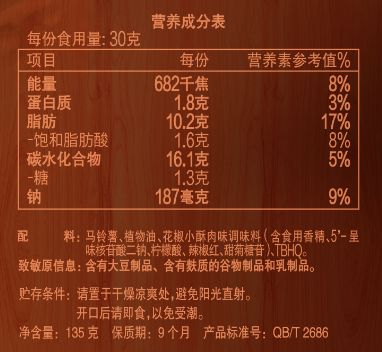 营养成分表
每份食用量: 30克
项目 每份 营养素参考值%
能量 682千焦 8%
蛋白质 1.8克 3%
脂肪 10.2克 17%
-饱和脂肪酸 1.6克 8%
碳水化合物 16.1克 5%
-糖 1.3克
钠 187毫克 9%
配 料: 马铃薯、植物油、花椒小酥肉味调味料(含食用香精、5'-呈
味核苷酸二钠、柠檬酸、辣椒红、甜菊糖苷)、TBHQ。
致敏原信息: 含有大豆制品、含有麸质的谷物制品和乳制品。
贮存条件: 请置于干燥凉爽处,避免阳光直射。
开口后请即食,以免受潮。
净含量: 135克 保质期: 9个月 产品标准号: QB/T 2686